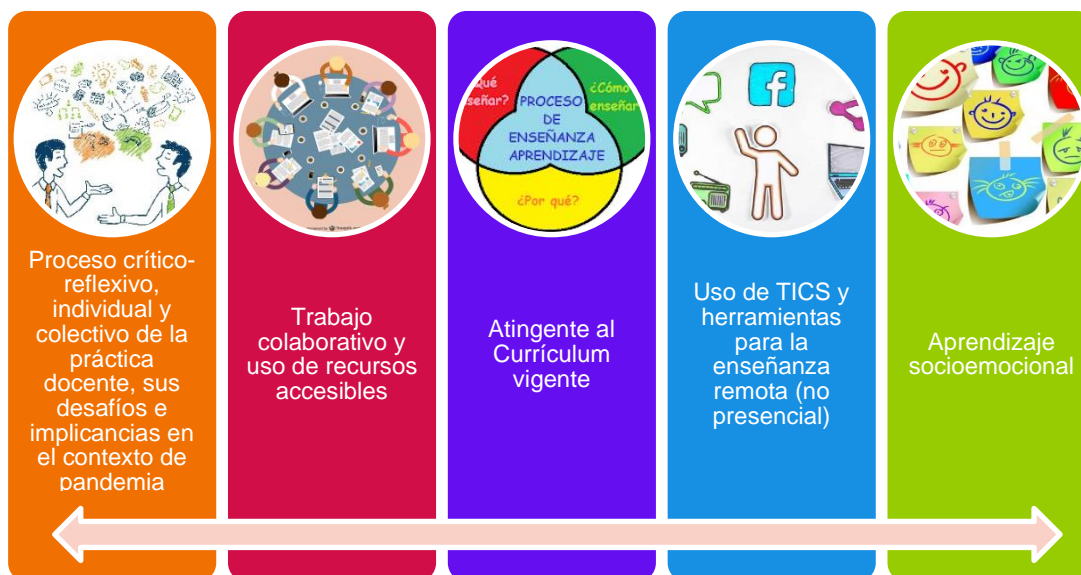 PROCESO
DE
ENSEÑANZA
APRENDIZAJE
¿Cómo
¿Por qué?
Proceso crítico-
reflexivo,
individual y
colectivo de la
práctica
docente, sus
desafíos e
implicancias en
el contexto de
pandemia
Trabajo
colaborativo y
uso de recursos
accesibles
Atingente al
Currículum
vigente
Uso de TICS y
herramientas
para la
enseñanza
remota (no
presencial)
Aprendizaje
socioemocional